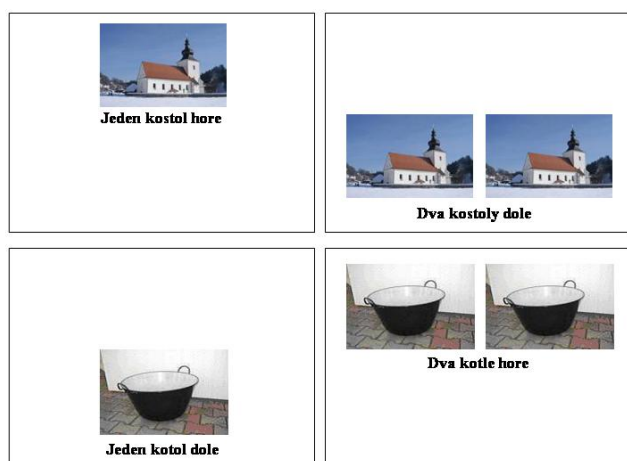 Jeden kostol hore
Dva kostoly dole
Jeden kotol dole
Dva kotle hore